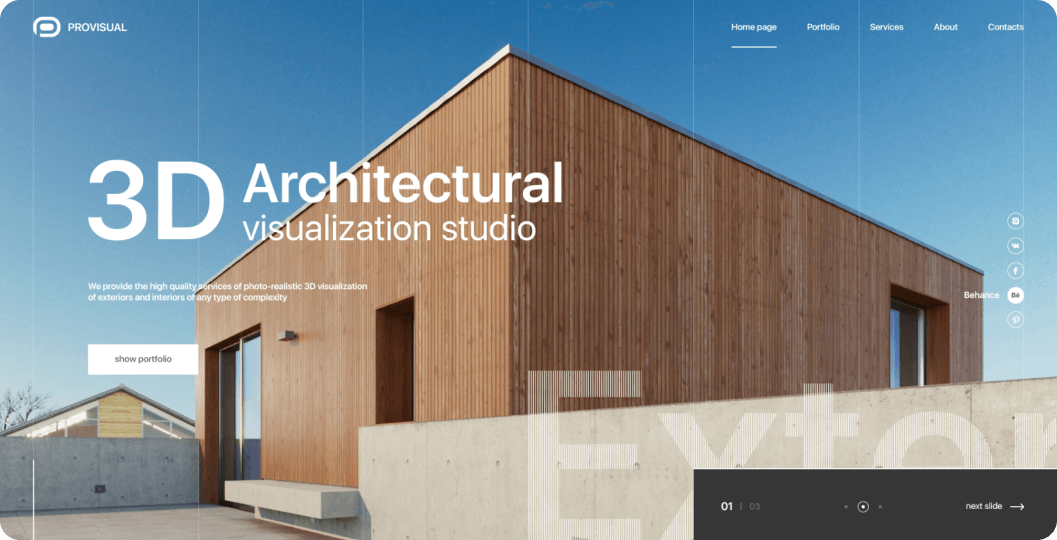 PROVISUAL
Home page
Portfolio
Services
About
Contacts
3D Architectural
visualization studio
We provide the high quality services of photo-realistic 3D visualization
of exteriors and interiors of any type of complexity
show portfolio
Behance
Bē
Exter
01 | 03
next slide